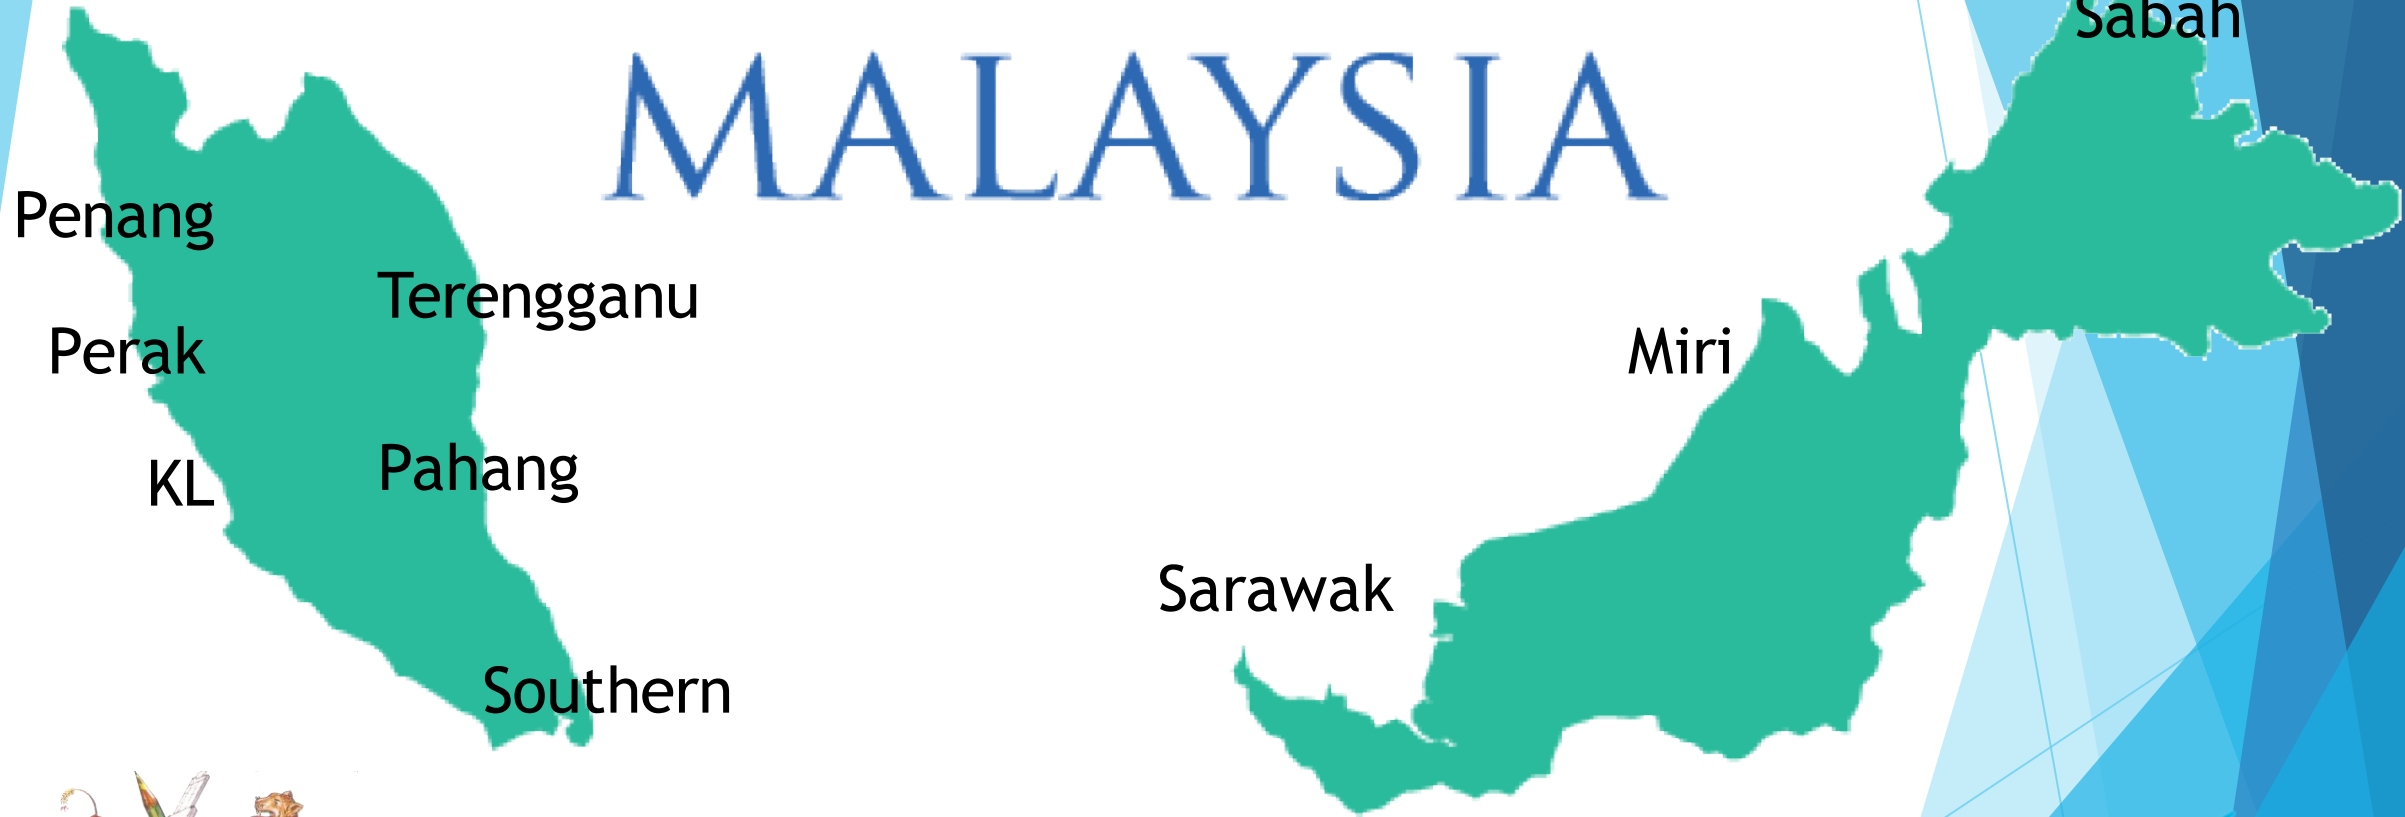 Sabah
MALAYSIA
Penang
Terengganu
Perak
Miri
Pahang
KL
Sarawak
Southern